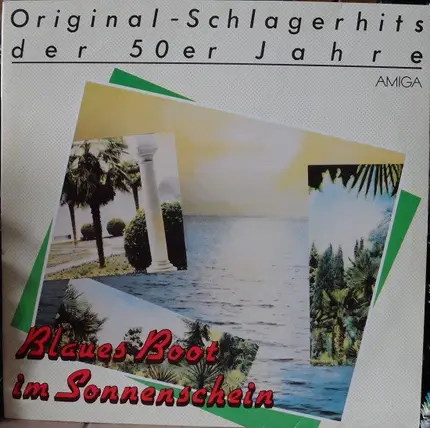 Original-Schlagerhits
der 50er Jahre
AMIGA
Blaues Boot
im Sonnenschein